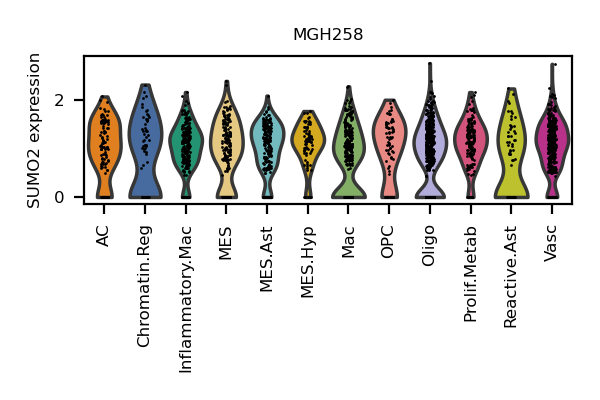 MGH258
SUMO2 expression
2
0
AC
Chromatin.Reg
Inflammatory.Mac
MES
MES.Ast
MES.Hyp
Mac
OPC
Oligo
Prolif.Metab
Reactive.Ast
Vasc